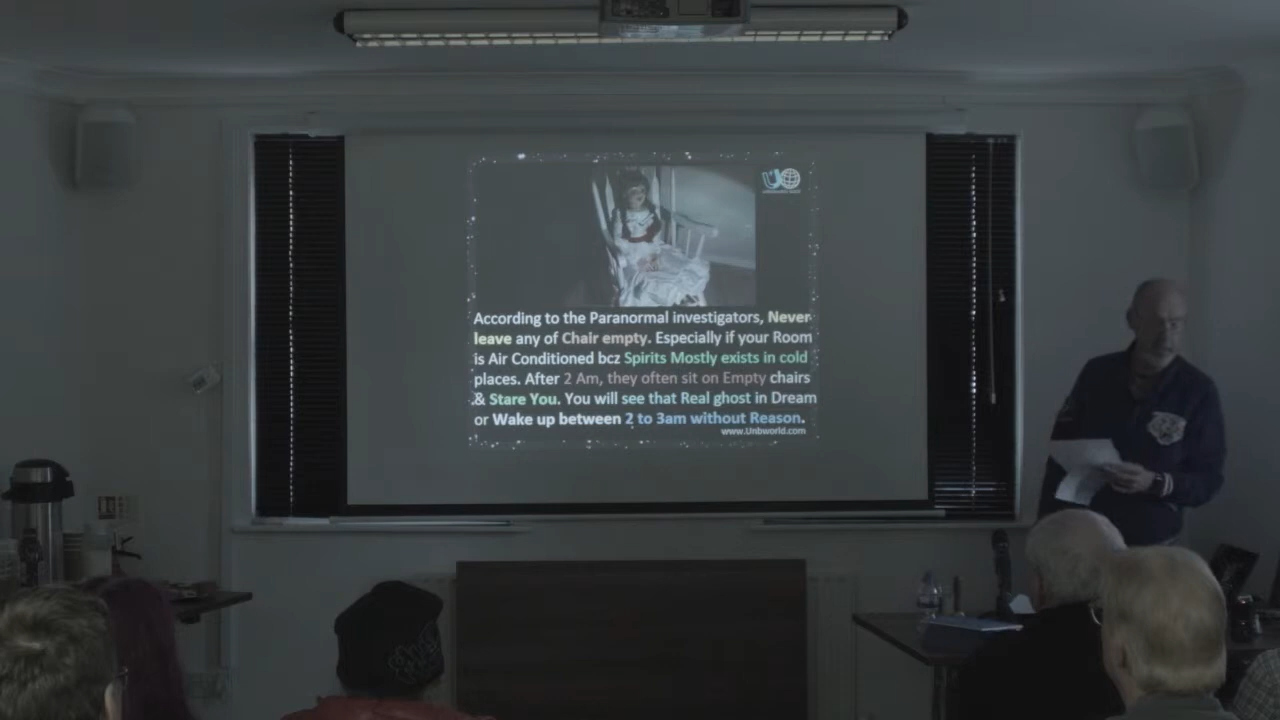 According to the Paranormal investigators, Never
leave any of Chair empty. Especially if your Room
is Air Conditioned bcz Spirits Mostly exists in cold
places. After 2 Am, they often sit on Empty chairs
& Stare You. You will see that Real ghost in Dream
or Wake up between 2 to 3am without Reason.
www.Unbworld.com